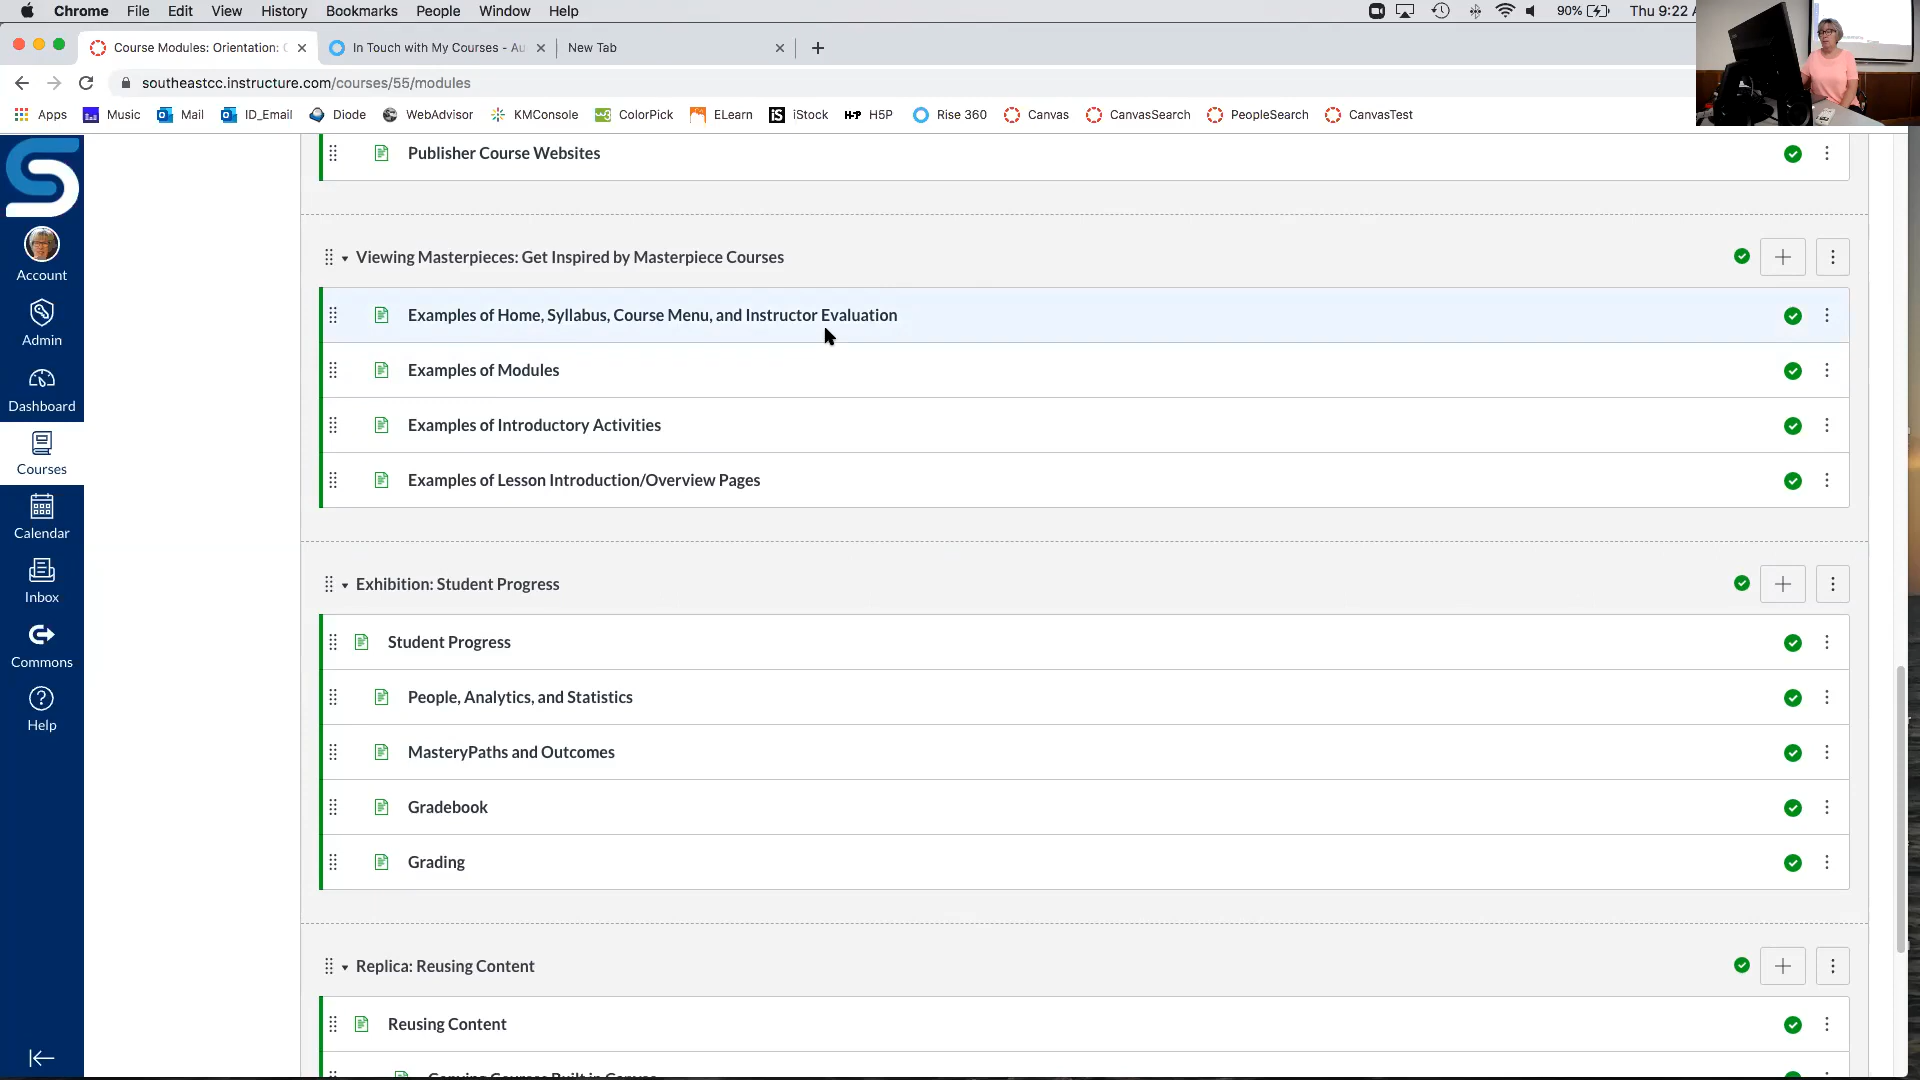 Chrome File Edit View History Bookmarks People Window Help 90% Thu 9:22
Course Modules: Orientation: In Touch with My Courses - Au New Tab
southeastcc.instructure.com/courses/55/modules
Apps Music Mail ID_Email Diode WebAdvisor KMConsole ColorPick ELearn iStock H5P Rise 360 Canvas CanvasSearch PeopleSearch CanvasTest
Publisher Course Websites
Account
Admin
Dashboard
Courses
Calendar
Inbox
Commons
Help
Viewing Masterpieces: Get Inspired by Masterpiece Courses
Examples of Home, Syllabus, Course Menu, and Instructor Evaluation
Examples of Modules
Examples of Introductory Activities
Examples of Lesson Introduction/Overview Pages
Exhibition: Student Progress
Student Progress
People, Analytics, and Statistics
MasteryPaths and Outcomes
Gradebook
Grading
Replica: Reusing Content
Reusing Content